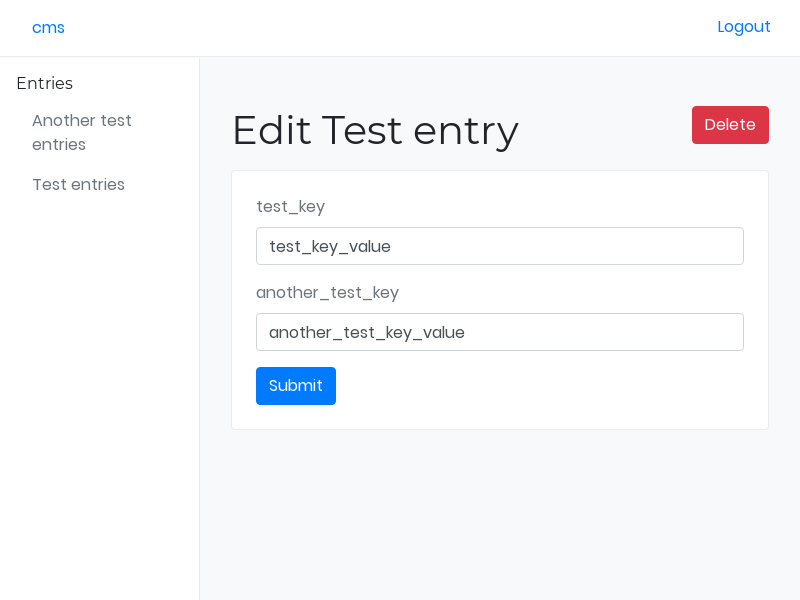 cms
Logout
Entries
Another test
entries
Test entries
Edit Test entry
Delete
test_key
test_key_value
another_test_key
another_test_key_value
Submit